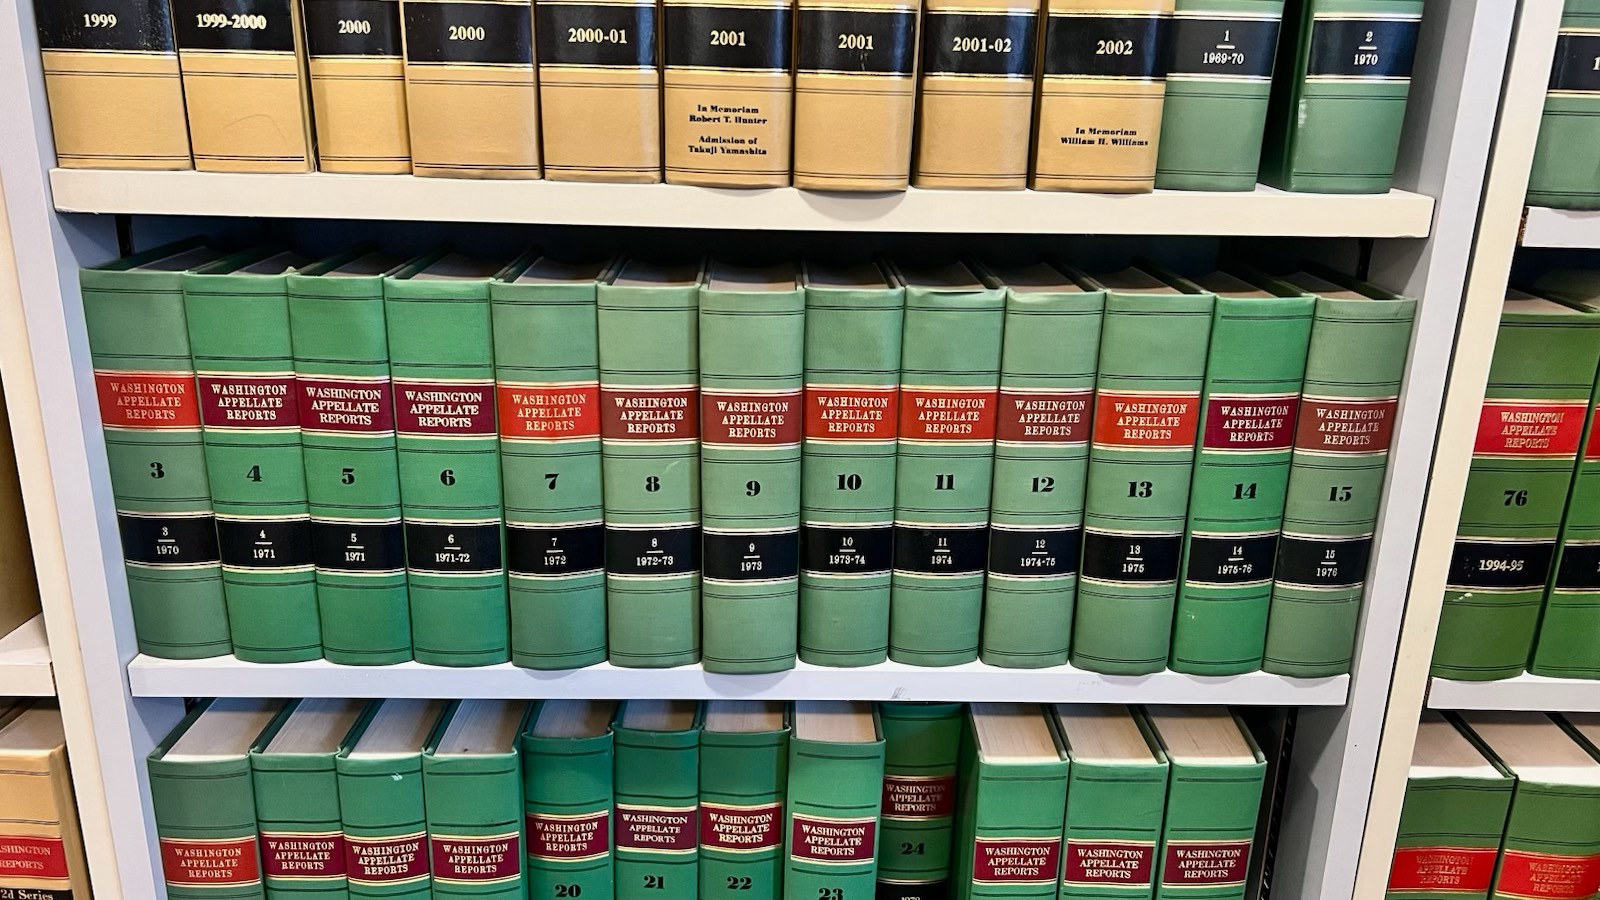 1999
1999-2000
2000
2000
2000-01
2001
In Memoriam
Robert T. Hunter
Admission of
Takuji Yamashita
2001
2001-02
2002
In Memoriam
William H. Williams
1
1969-70
2
1970
WASHINGTON
APPELLATE
REPORTS
3
3
1970
WASHINGTON
APPELLATE
REPORTS
4
4
1971
WASHINGTON
APPELLATE
REPORTS
5
5
1971
WASHINGTON
APPELLATE
REPORTS
6
6
1971-72
WASHINGTON
APPELLATE
REPORTS
7
7
1972
WASHINGTON
APPELLATE
REPORTS
8
8
1972-73
WASHINGTON
APPELLATE
REPORTS
9
9
1973
WASHINGTON
APPELLATE
REPORTS
10
10
1973-74
WASHINGTON
APPELLATE
REPORTS
11
11
1974
WASHINGTON
APPELLATE
REPORTS
12
12
1974-75
WASHINGTON
APPELLATE
REPORTS
13
13
1975
WASHINGTON
APPELLATE
REPORTS
14
14
1975-76
WASHINGTON
APPELLATE
REPORTS
15
15
1976
WASHINGTON
APPELLATE
REPORTS
76
1994-95
REPORTS
2d Series
WASHINGTON
APPELLATE
REPORTS
WASHINGTON
APPELLATE
REPORTS
WASHINGTON
APPELLATE
REPORTS
WASHINGTON
APPELLATE
REPORTS
WASHINGTON
APPELLATE
REPORTS
20
WASHINGTON
APPELLATE
REPORTS
21
WASHINGTON
APPELLATE
REPORTS
22
WASHINGTON
APPELLATE
REPORTS
23
WASHINGTON
APPELLATE
REPORTS
24
WASHINGTON
APPELLATE
REPORTS
WASHINGTON
APPELLATE
REPORTS
WASHINGTON
APPELLATE
REPORTS
WASHINGTON
APPELLATE
REPORTS
WASHINGTON
APPELLATE
REPORTS